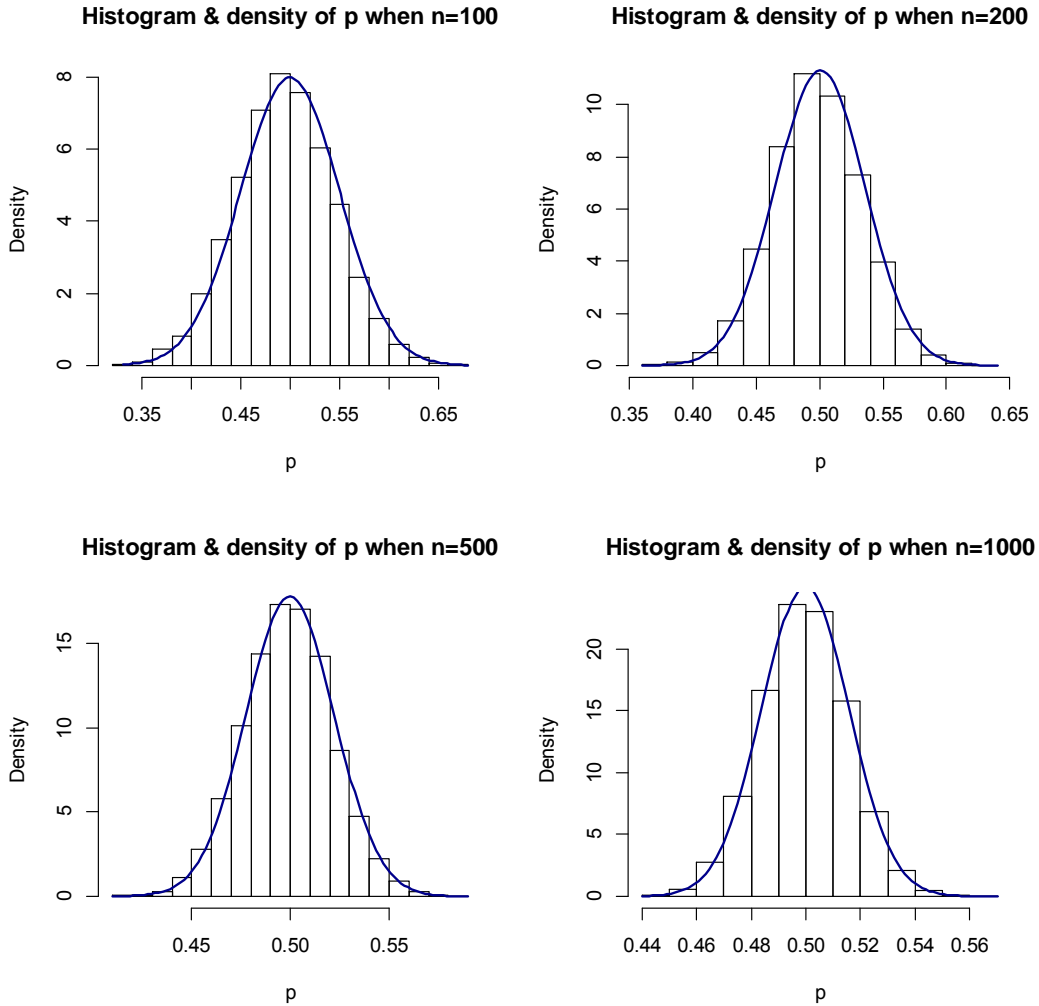 Histogram & density of p when n=100
Density
0 2 4 6 8
0.35 0.45 0.55 0.65
p
Histogram & density of p when n=200
Density
0 2 4 6 8 10
0.35 0.40 0.45 0.50 0.55 0.60 0.65
p
Histogram & density of p when n=500
Density
0 5 10 15
0.45 0.50 0.55
p
Histogram & density of p when n=1000
Density
0 5 10 15 20
0.44 0.46 0.48 0.50 0.52 0.54 0.56
p